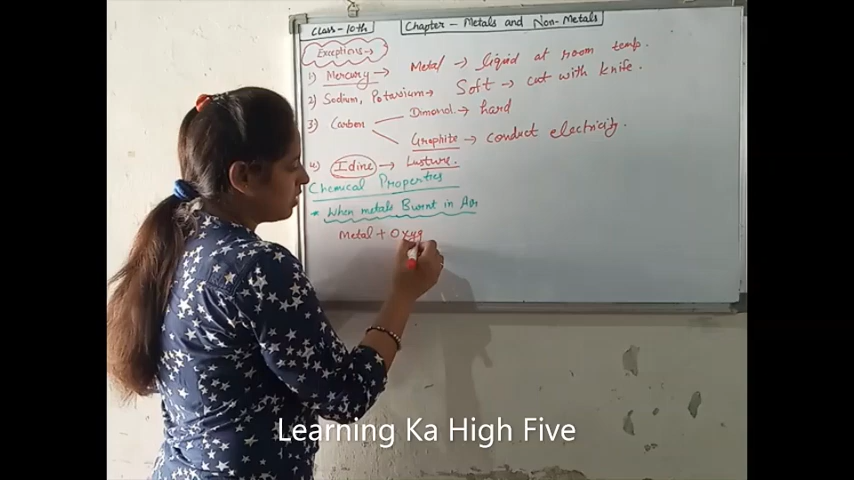 Class-10th
Chapter - Metals and Non-Metals
Exceptions->
1) Mercury -> Metal -> liquid at room temp.
2) Sodium, Potassium -> Soft -> cut with knife.
3) Carbon Dimond. -> hard
Graphite -> conduct electricity.
4) Idine -> Lusture.
Chemical Properties
* When metals Burnt in Air
Metal + Oxyg
Learning Ka High Five